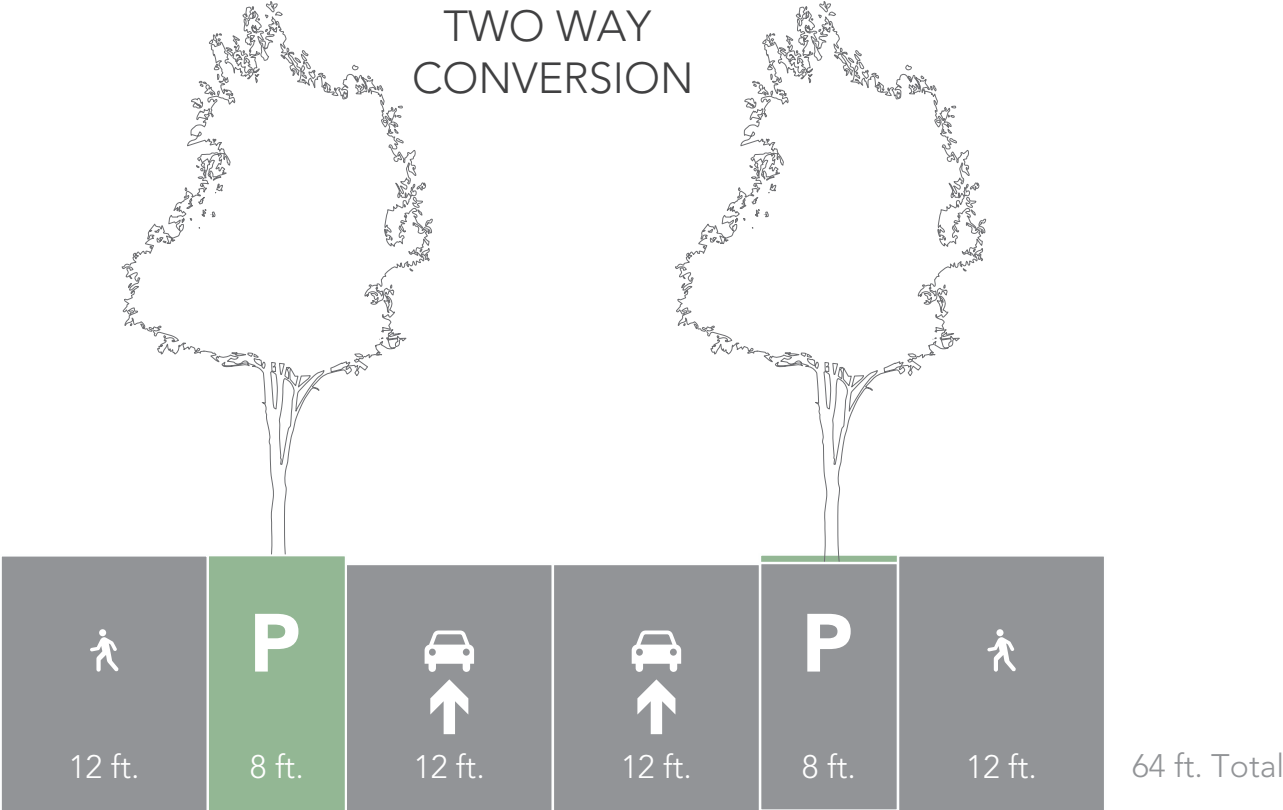 TWO WAY
CONVERSION
P
P
12 ft.
8 ft.
12 ft.
12 ft.
8 ft.
12 ft.
64 ft. Total